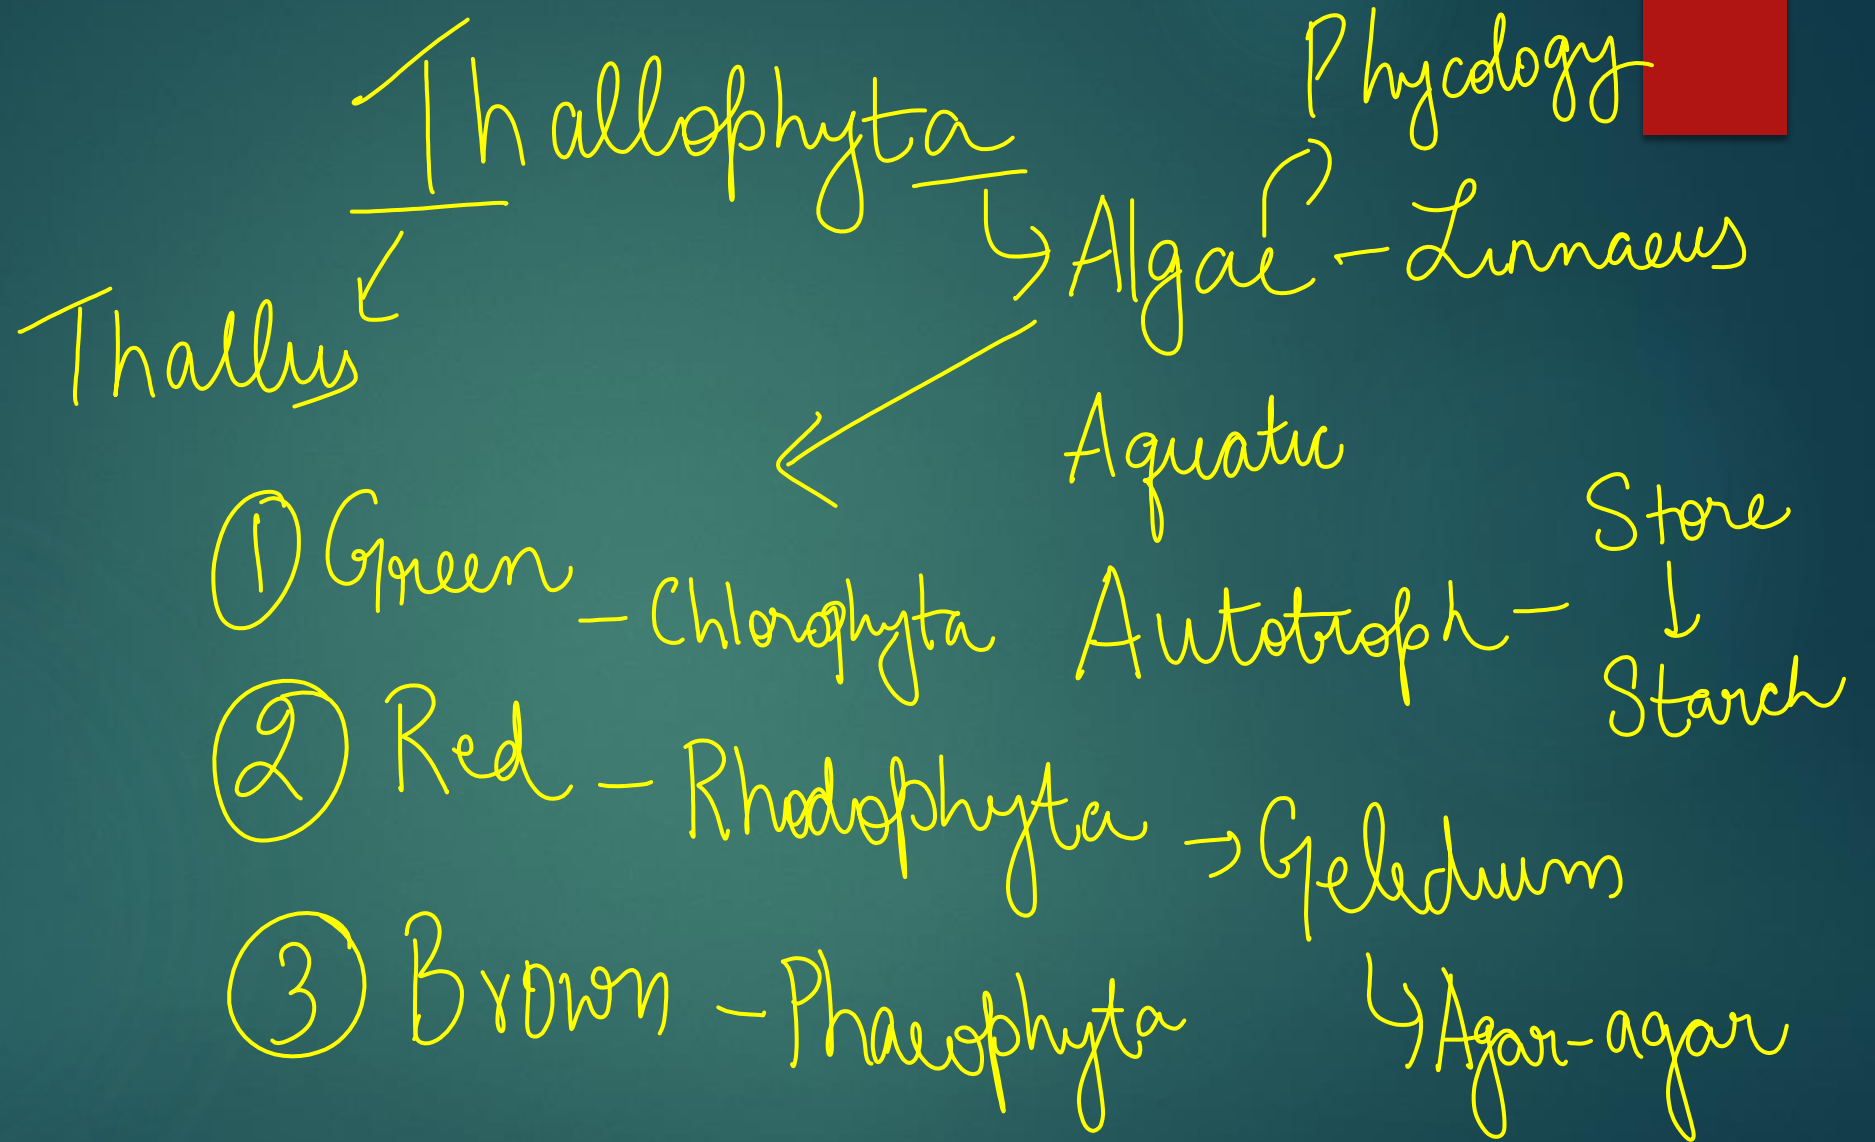 Phycology
Thallophyta
Algae - Linnaeus
Thallus
Aquatic
① Green - Chlorophyta
Autotroph - Store
Starch
② Red - Rhodophyta → Geledium
③ Brown - Phaeophyta
Agar-agar